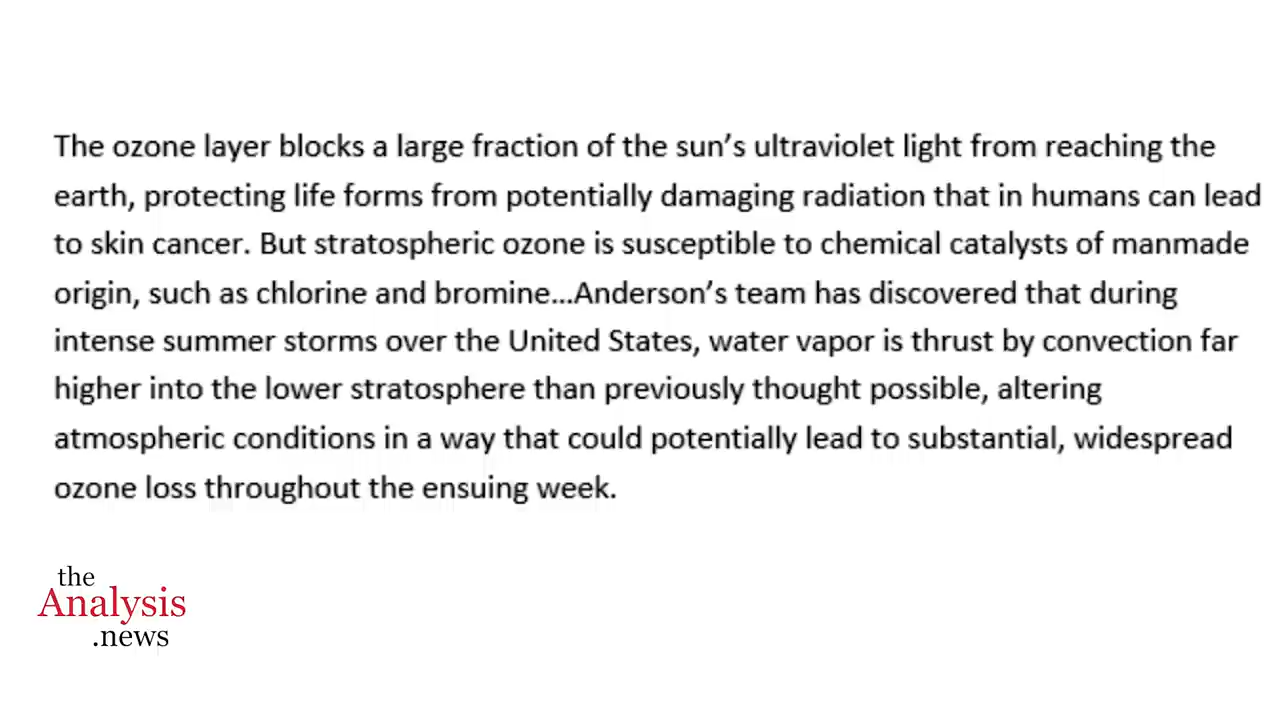 The ozone layer blocks a large fraction of the sun’s ultraviolet light from reaching the
earth, protecting life forms from potentially damaging radiation that in humans can lead
to skin cancer. But stratospheric ozone is susceptible to chemical catalysts of manmade
origin, such as chlorine and bromine…Anderson’s team has discovered that during
intense summer storms over the United States, water vapor is thrust by convection far
higher into the lower stratosphere than previously thought possible, altering
atmospheric conditions in a way that could potentially lead to substantial, widespread
ozone loss throughout the ensuing week.
the
Analysis
.news